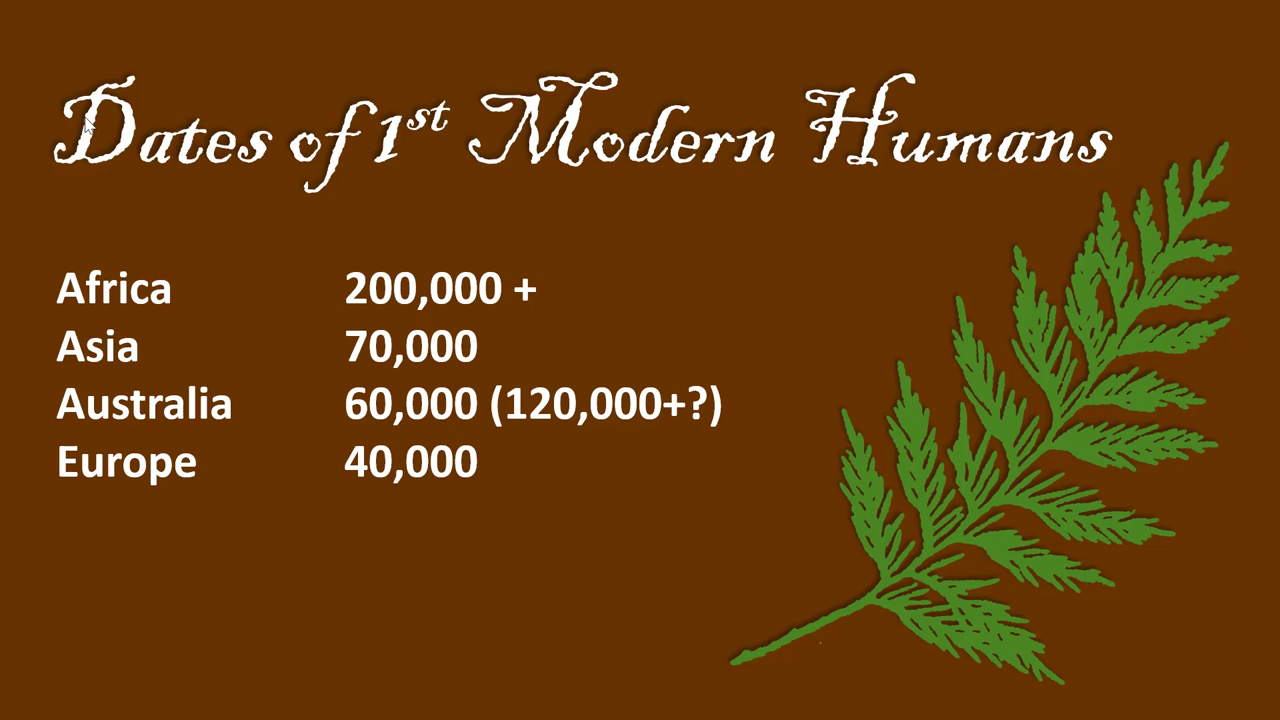 Dates of 1st Modern Humans
Africa 200,000 +
Asia 70,000
Australia 60,000 (120,000+?)
Europe 40,000